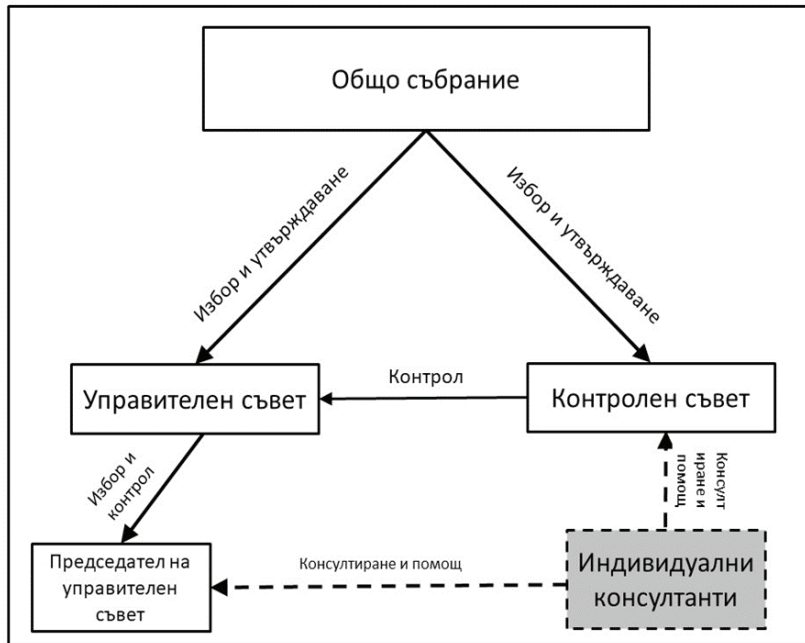 Общо събрание
Избор и утвърждаване
Избор и утвърждаване
Управителен съвет
Контрол
Контролен съвет
Избор и
контрол
Консулт
иране и
помощ
Председател на
управителен
съвет
Консултиране и помощ
Индивидуални
консултанти